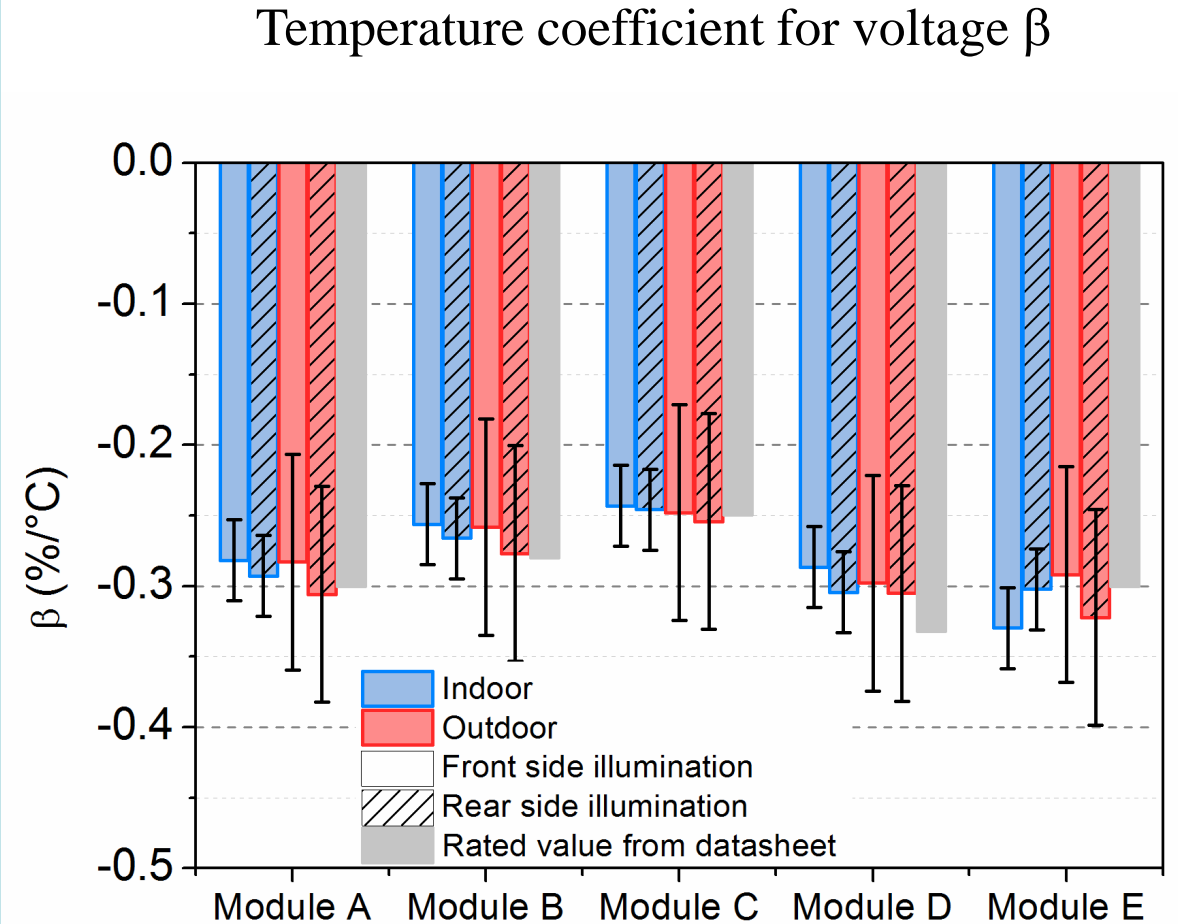 Temperature coefficient for voltage β
0.0
-0.1
-0.2
-0.3
-0.4
-0.5
β (%/°C)
Indoor
Outdoor
Front side illumination
Rear side illumination
Rated value from datasheet
Module A Module B Module C Module D Module E